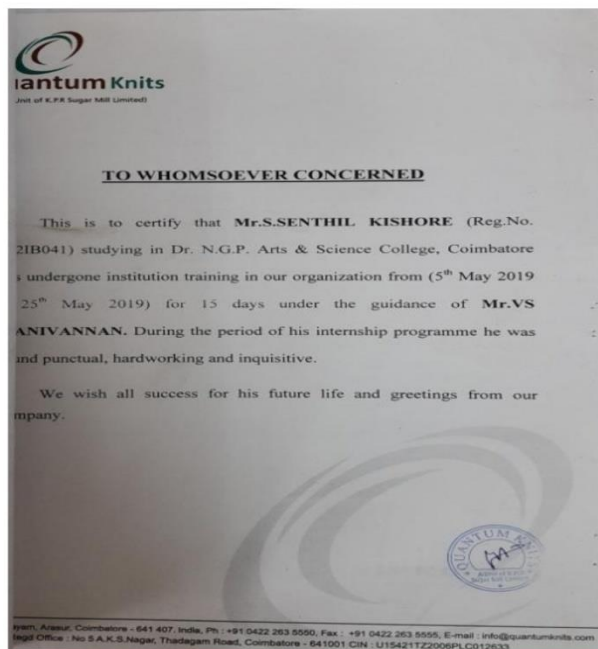 antum Knits
Unit of K.P.R Sugar Mill Limited)
TO WHOMSOEVER CONCERNED
This is to certify that Mr.S.SENTHIL KISHORE (Reg.No.
2IB041) studying in Dr. N.G.P. Arts & Science College, Coimbatore
s undergone institution training in our organization from (5th May 2019
25th May 2019) for 15 days under the guidance of Mr.VS
ANIVANNAN. During the period of his internship programme he was
und punctual, hardworking and inquisitive.
We wish all success for his future life and greetings from our
mpany.
QUANTUM KNITS
yam, Arasur, Coimbatore - 641 407. India, Ph : +91 0422 263 5550, Fax : +91 0422 263 5555, E-mail : info@quantumknits.com
Regd Office : No 5 A.K.S.Nagar, Thadagam Road, Coimbatore - 641001 CIN : U15421TZ2006PLC012633